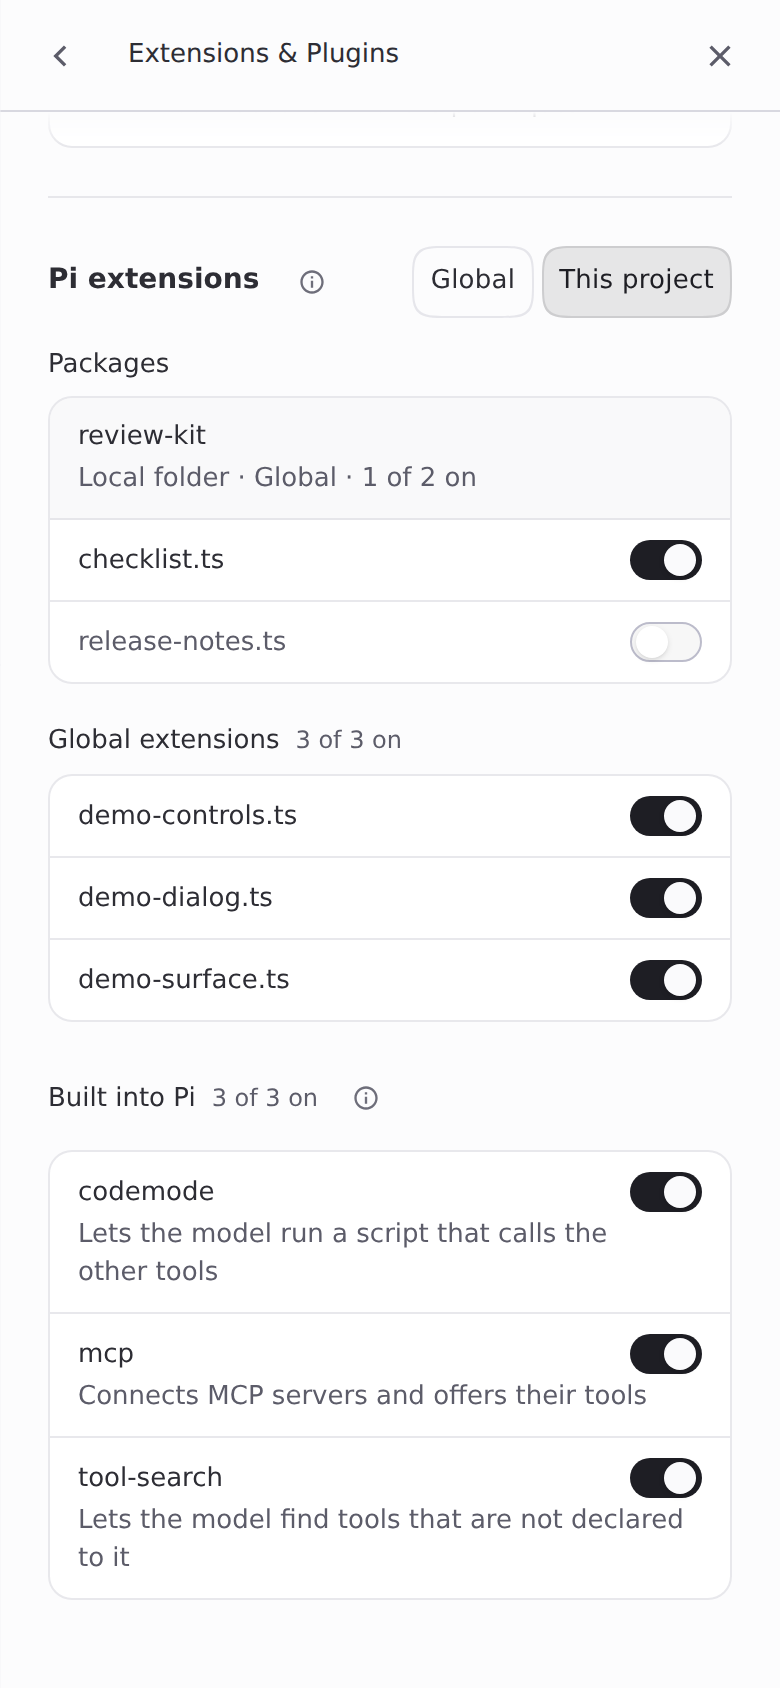 Extensions & Plugins
Pi extensions
Global
This project
Packages
review-kit
Local folder · Global · 1 of 2 on
checklist.ts
release-notes.ts
Global extensions 3 of 3 on
demo-controls.ts
demo-dialog.ts
demo-surface.ts
Built into Pi 3 of 3 on
codemode
Lets the model run a script that calls the
other tools
mcp
Connects MCP servers and offers their tools
tool-search
Lets the model find tools that are not declared
to it